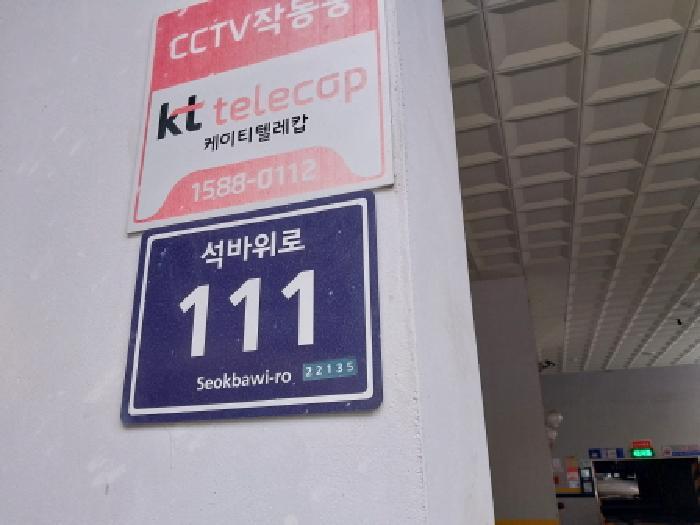 CCTV작동중
kt telecop
케이티텔레캅
1588-0112
석바위로
111
Seokbawi-ro 22135